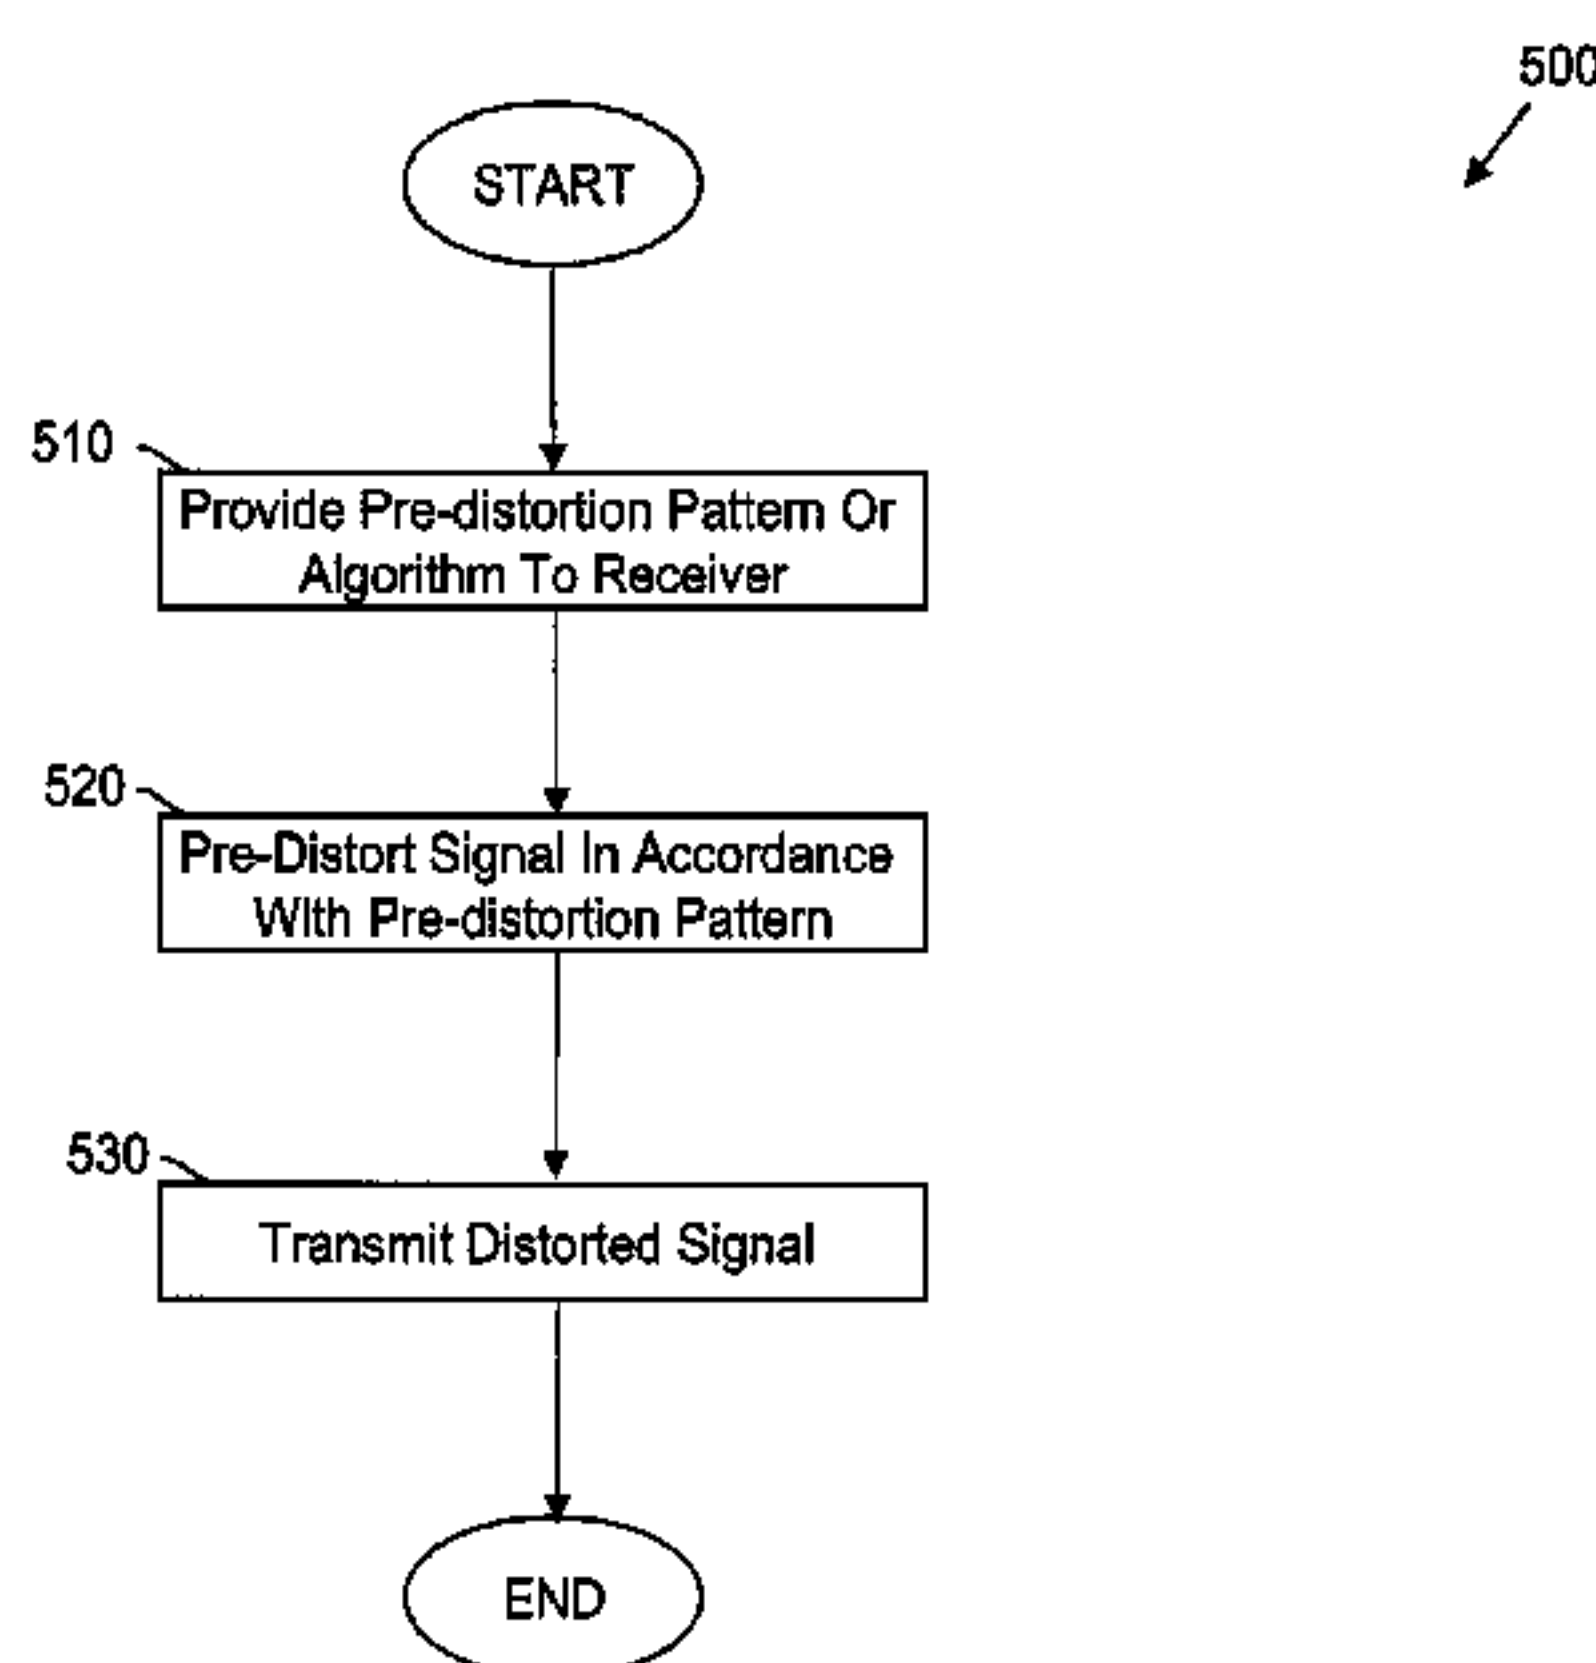 500
START
510
Provide Pre-distortion Pattern Or
Algorithm To Receiver
520
Pre-Distort Signal In Accordance
With Pre-distortion Pattern
530
Transmit Distorted Signal
END